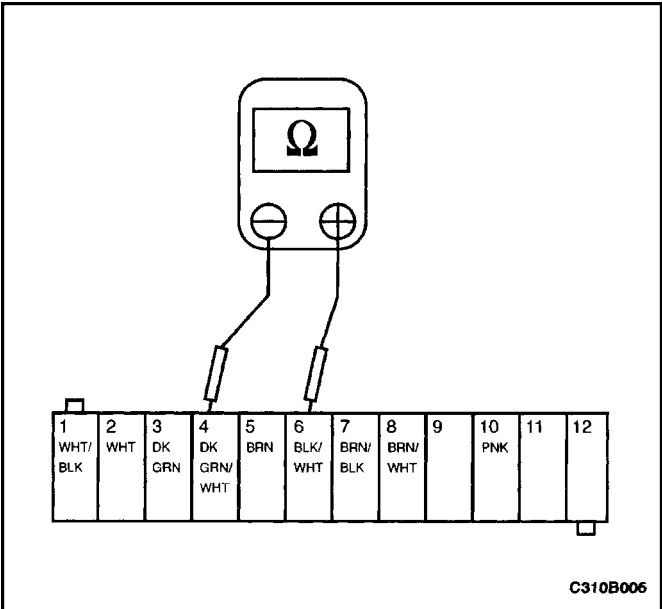 Ω
1 2 3 4 5 6 7 8 9 10 11 12
WHT/ WHT DK DK BRN BLK/ BRN/ BRN/ PNK
BLK GRN GRN/ WHT BLK WHT
WHT
C310B006